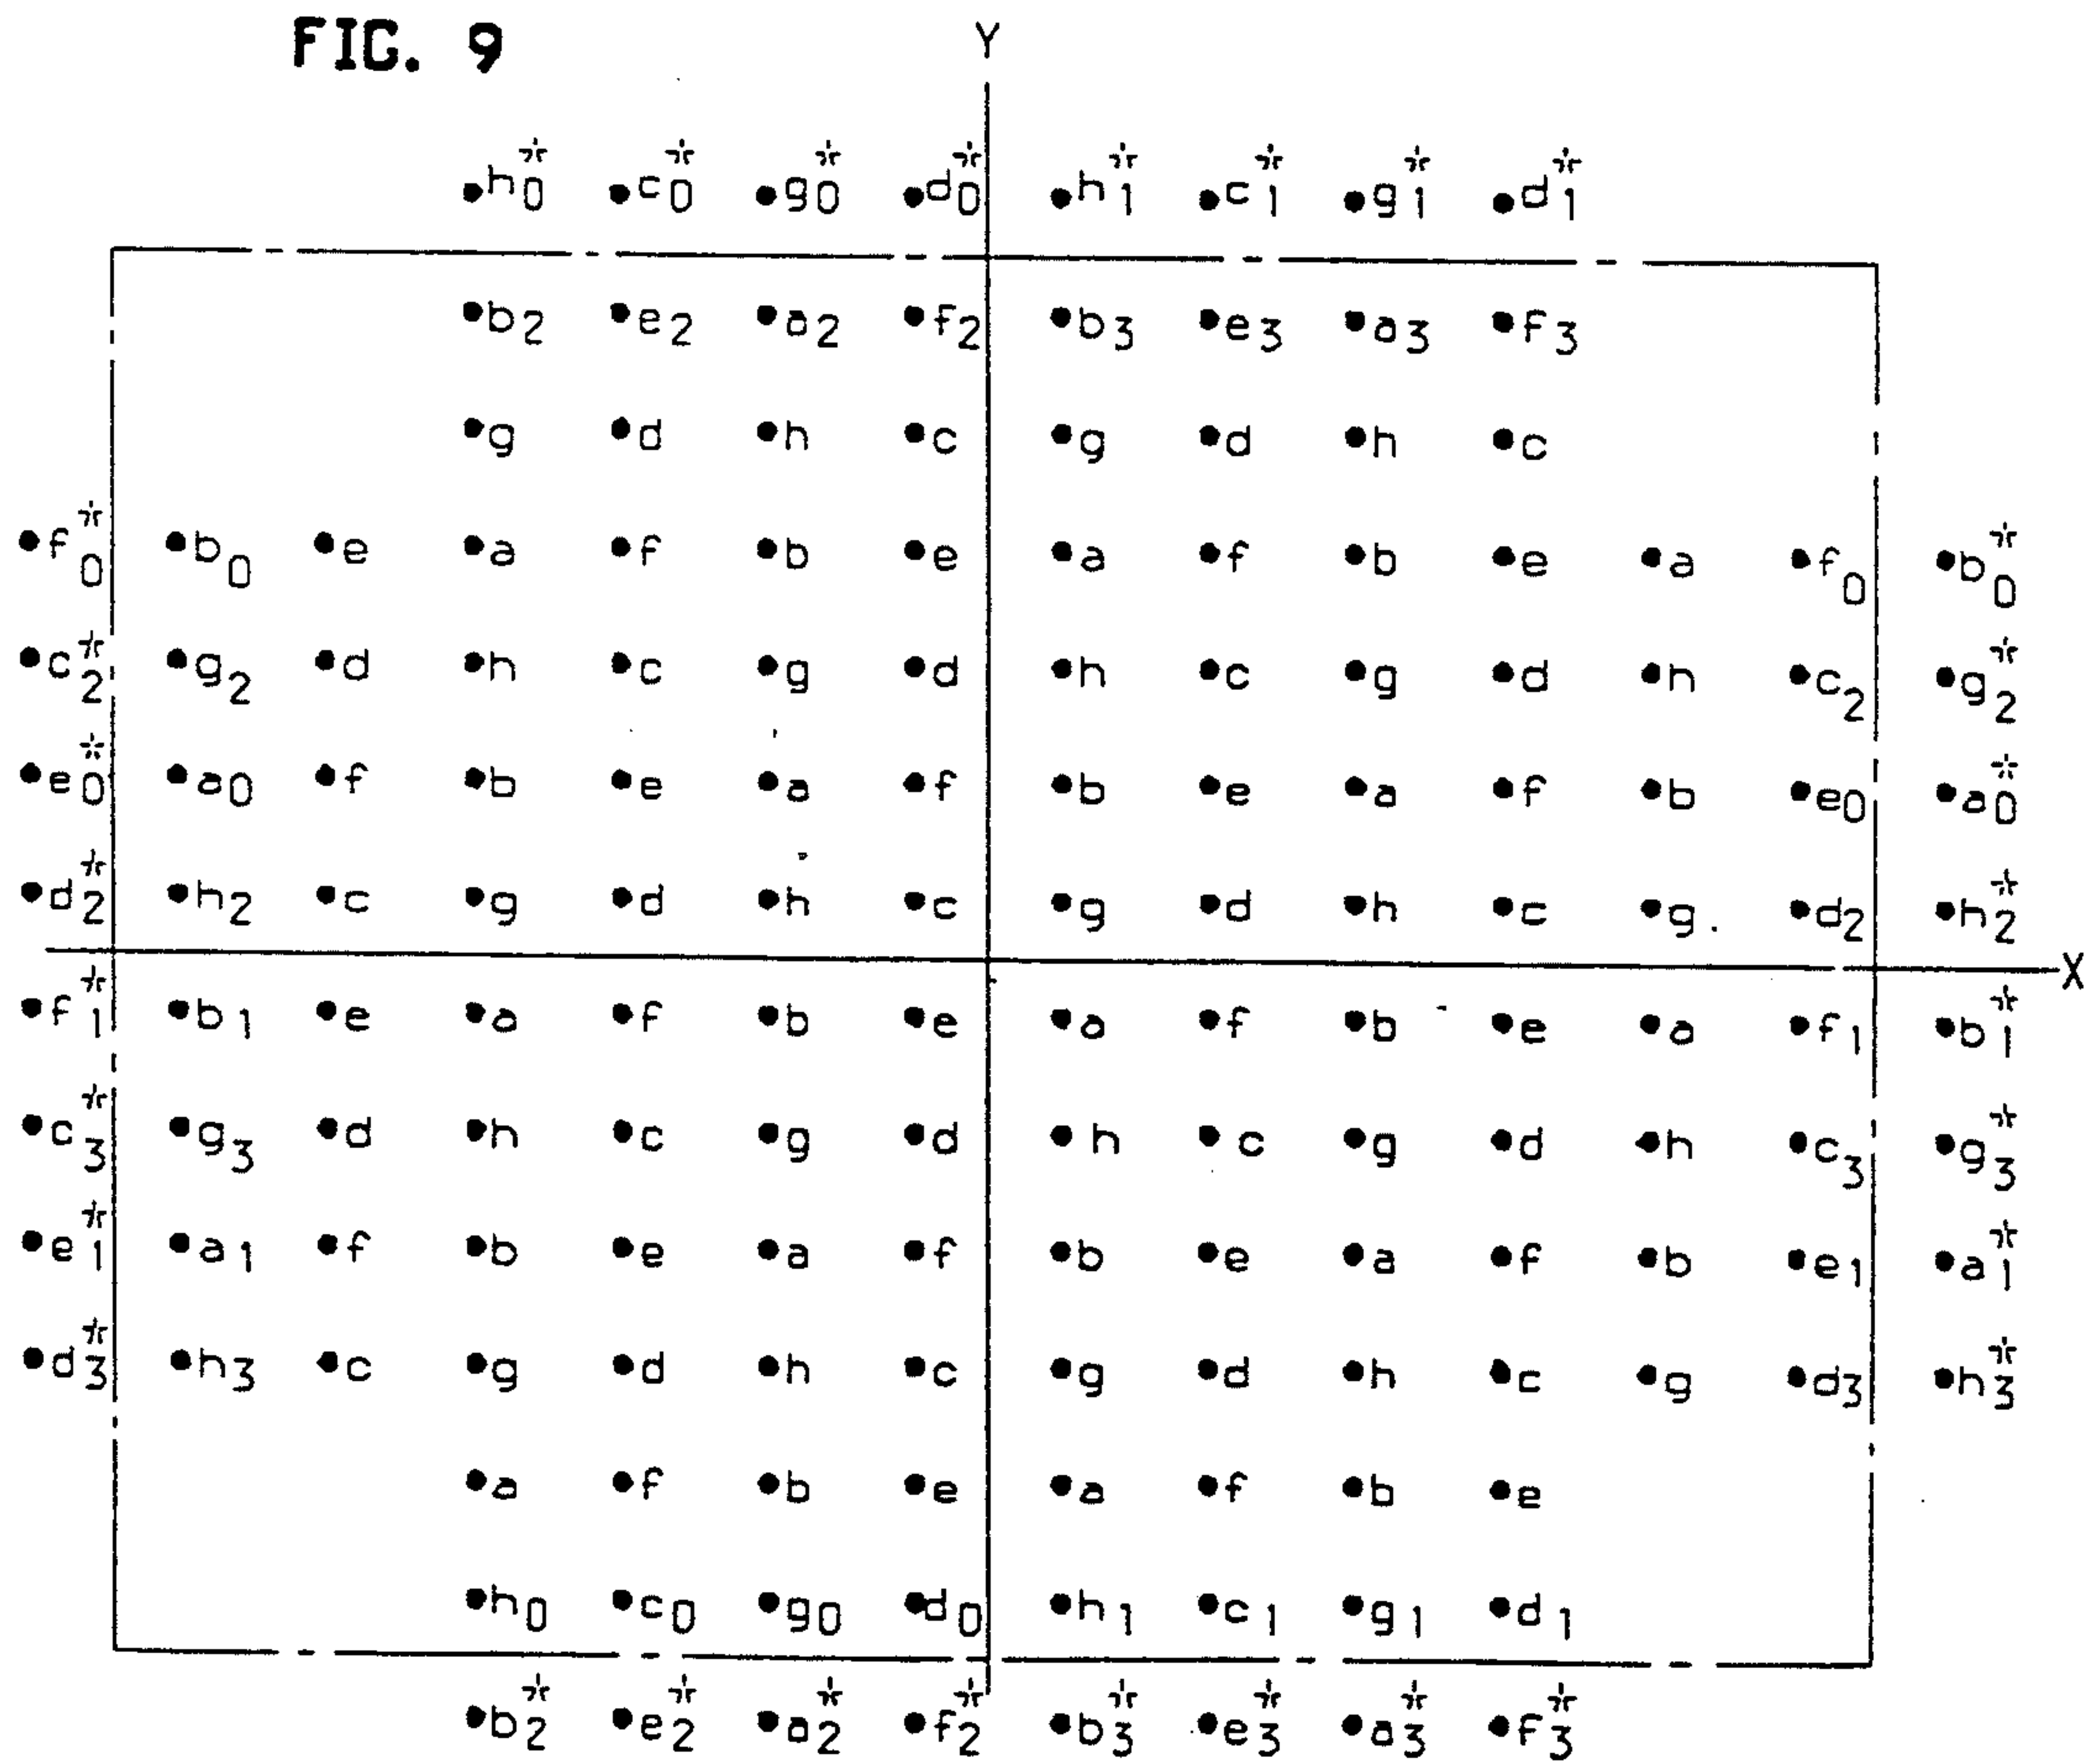 FIG. 9
Y
h0* c0* g0* d0* h1* c1* g1* d1*
b2 e2 a2 f2 b3 e3 a3 f3
g d h c g d h c
f0* b0 e a f b e a f b e a f0 b0*
c2* g2 d h c g d h c g d h c2 g2*
e0* a0 f b e a f b e a f b e0 a0*
d2* h2 c g d h c g d h c g d2 h2*
X
f1* b1 e a f b e a f b e a f1 b1*
c3* g3 d h c g d h c g d h c3 g3*
e1* a1 f b e a f b e a f b e1 a1*
d3* h3 c g d h c g d h c g d3 h3*
a f b e a f b e
h0 c0 g0 d0 h1 c1 g1 d1
b2* e2* a2* f2* b3* e3* a3* f3*